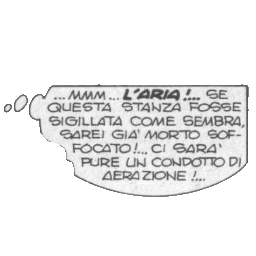 ...MMM... L'ARIA!... SE
QUESTA STANZA FOSSE
SIGILLATA COME SEMBRA,
SAREI GIA' MORTO SOF-
FOCATO!... CI SARA'
PURE UN CONDOTTO DI
AERAZIONE!...